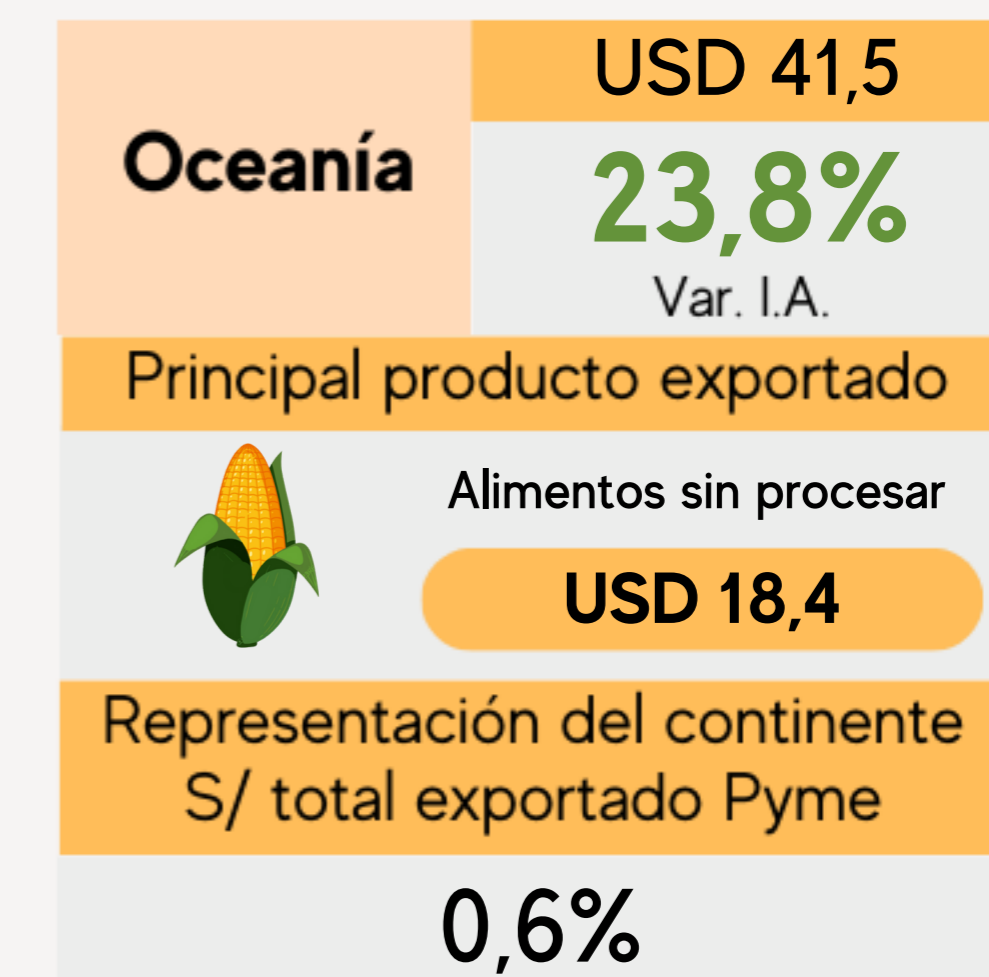 USD 41,5
Oceanía
23,8%
Var. I.A.
Principal producto exportado
Alimentos sin procesar
USD 18,4
Representación del continente
S/ total exportado Pyme
0,6%